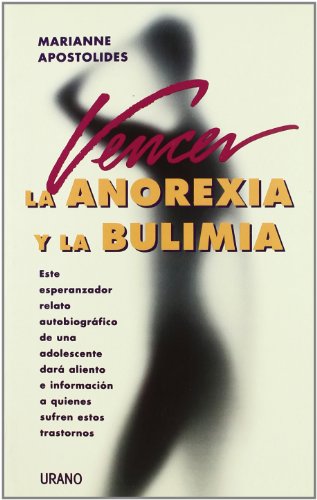 MARIANNE
APOSTOLIDES
Vencer
LA ANOREXIA
Y LA BULIMIA
Este
esperanzador
relato
autobiográfico
de una
adolescente
dará aliento
e información
a quienes
sufren estos
trastornos
URANO